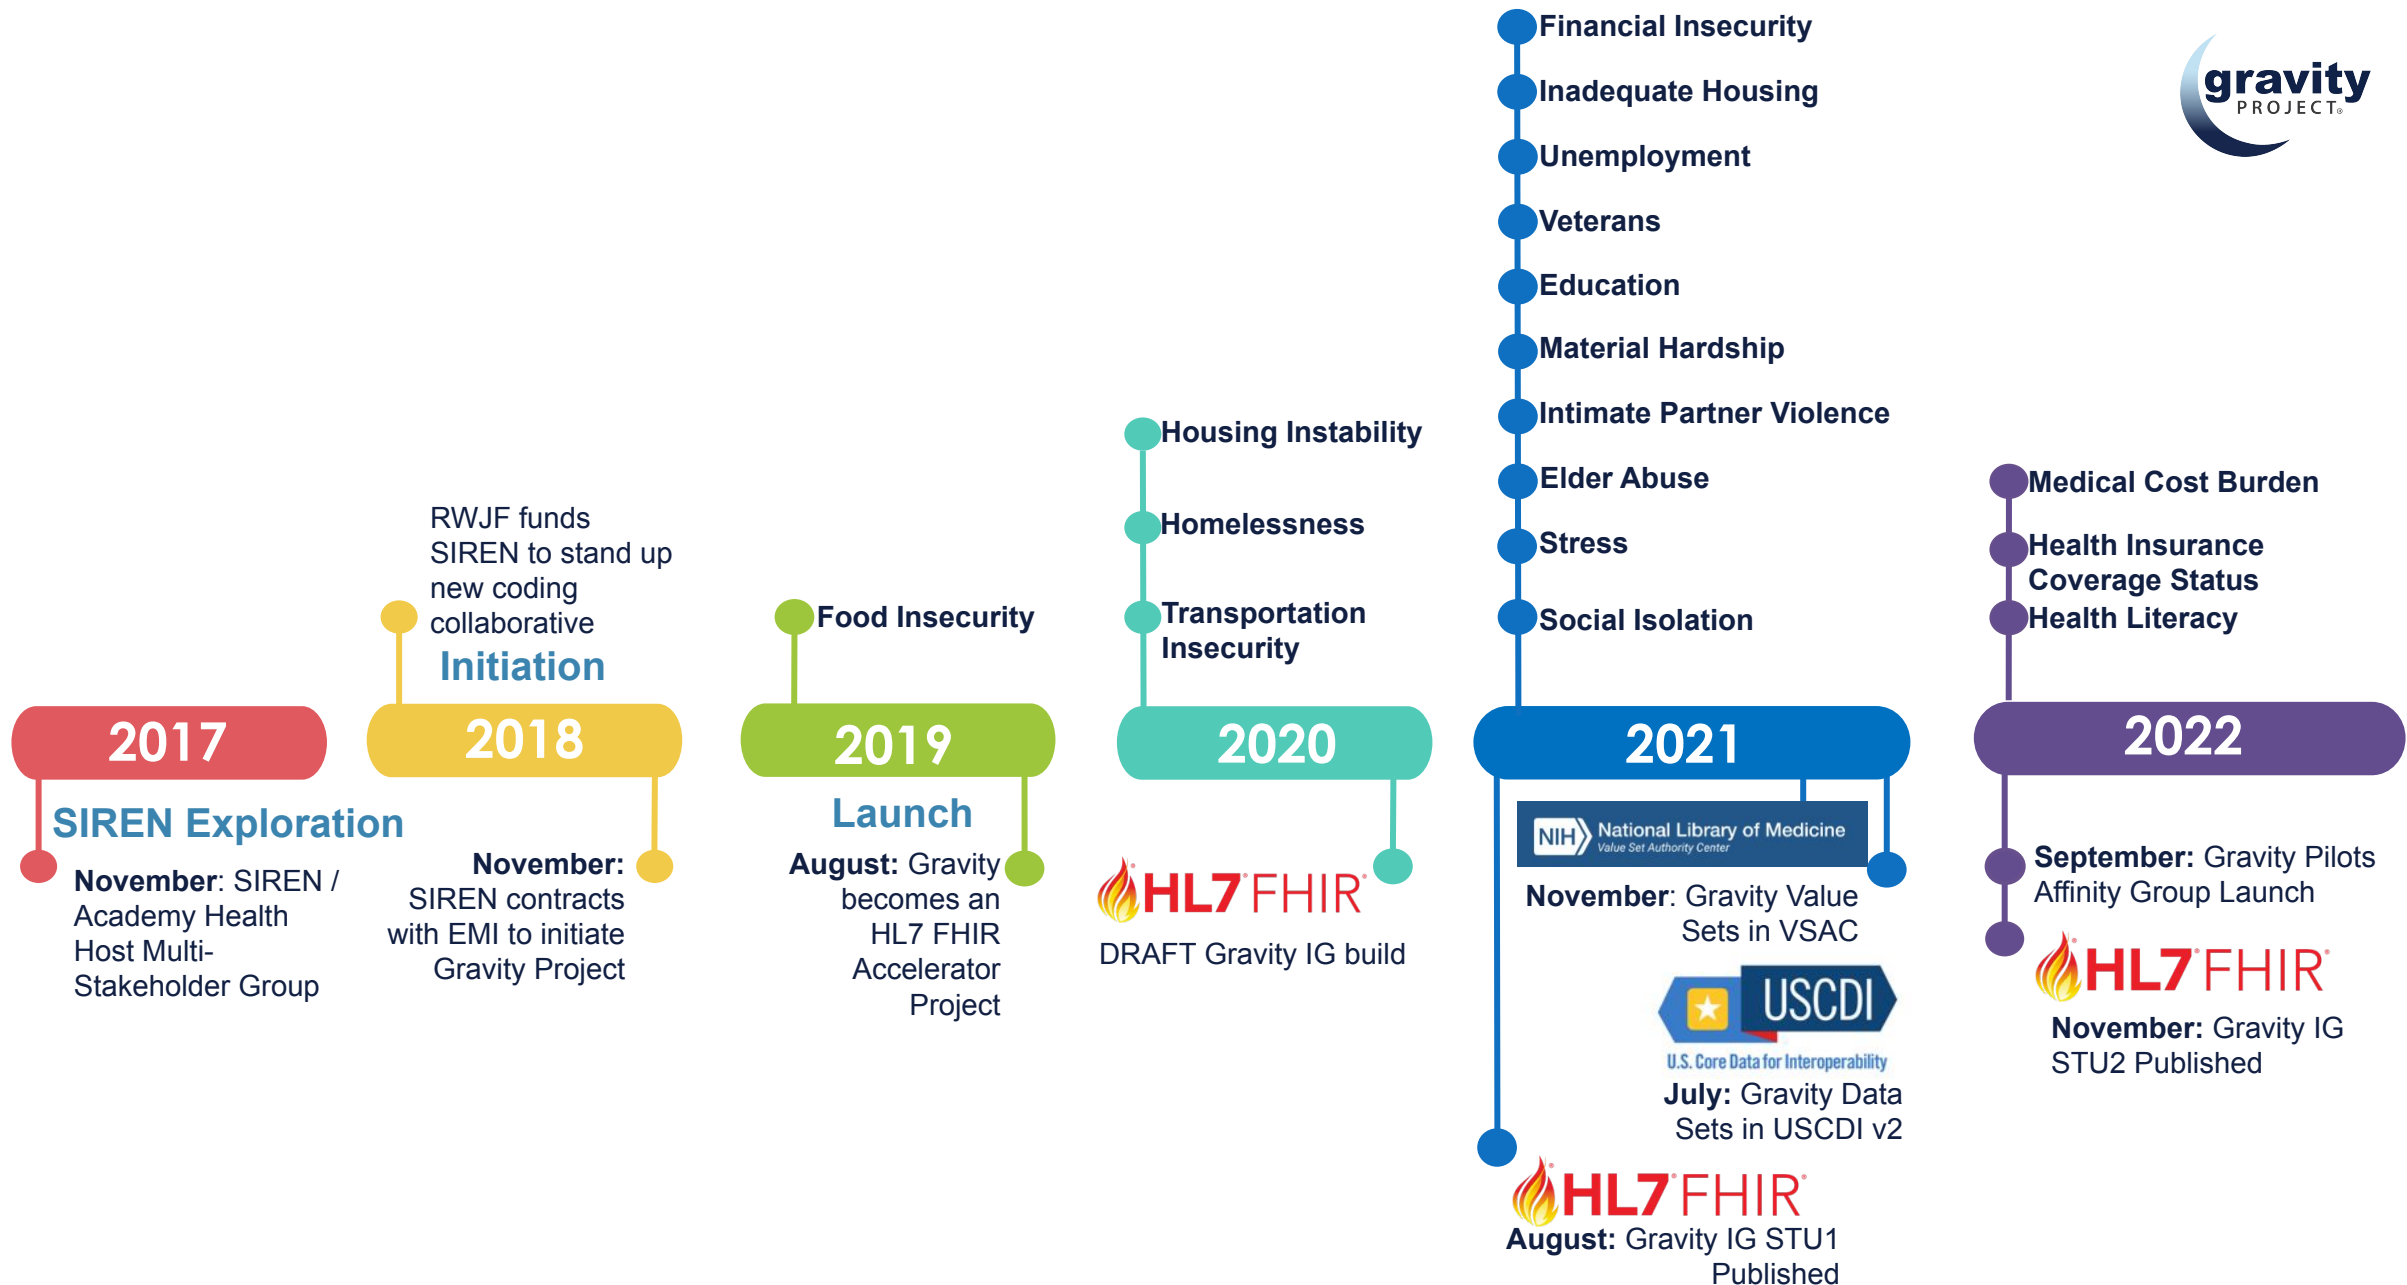 gravity
PROJECT®
2017
SIREN Exploration
November: SIREN /
Academy Health
Host Multi-
Stakeholder Group
RWJF funds
SIREN to stand up
new coding
collaborative
Initiation
2018
November:
SIREN contracts
with EMI to initiate
Gravity Project
Food Insecurity
2019
Launch
August: Gravity
becomes an
HL7 FHIR
Accelerator
Project
Housing Instability
Homelessness
Transportation
Insecurity
2020
HL7® FHIR®
DRAFT Gravity IG build
Financial Insecurity
Inadequate Housing
Unemployment
Veterans
Education
Material Hardship
Intimate Partner Violence
Elder Abuse
Stress
Social Isolation
2021
NIH National Library of Medicine
Value Set Authority Center
November: Gravity Value
Sets in VSAC
USCDI
U.S. Core Data for Interoperability
July: Gravity Data
Sets in USCDI v2
HL7® FHIR®
August: Gravity IG STU1
Published
Medical Cost Burden
Health Insurance
Coverage Status
Health Literacy
2022
September: Gravity Pilots
Affinity Group Launch
HL7® FHIR®
November: Gravity IG
STU2 Published